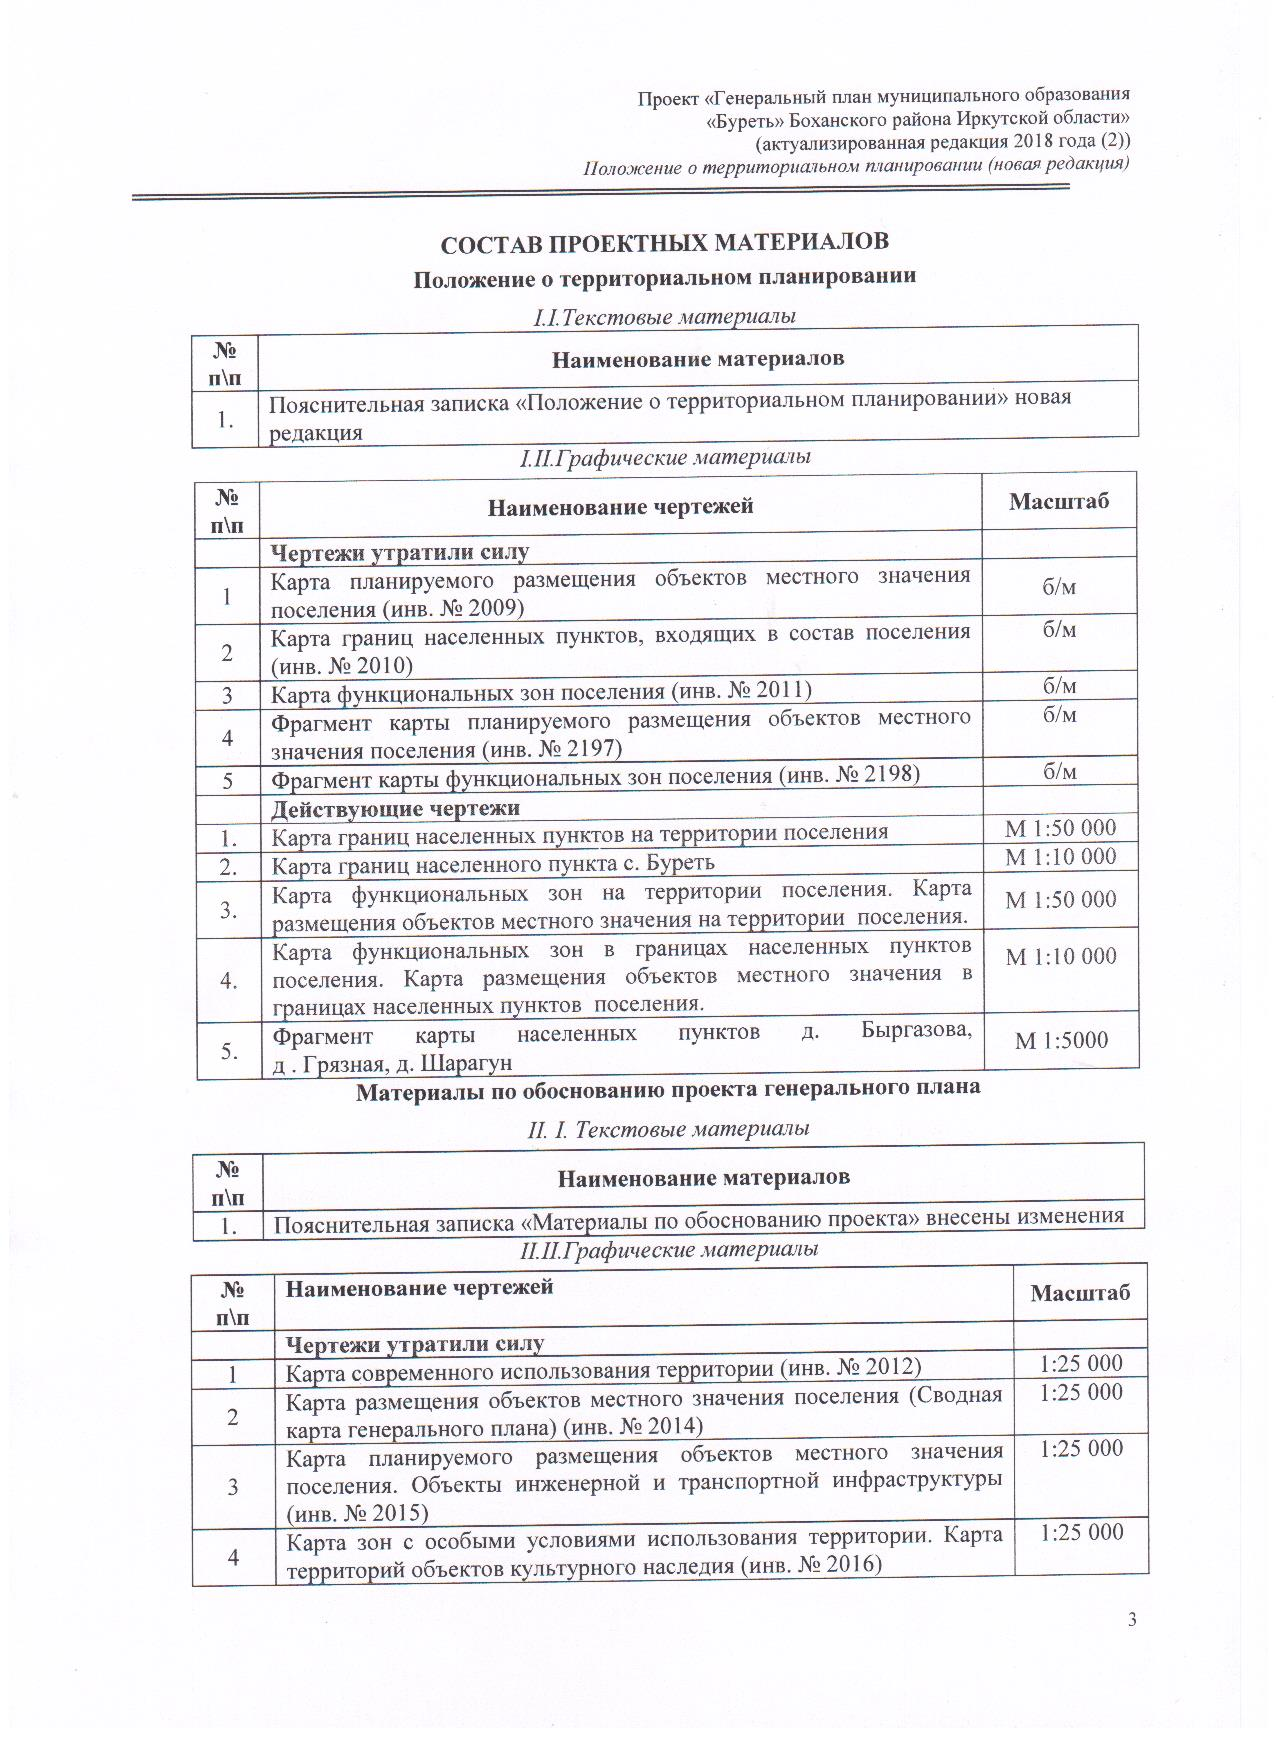 Проект «Генеральный план муниципального образования
«Буреть» Боханского района Иркутской области»
(актуализированная редакция 2018 года (2))
Положение о территориальном планировании (новая редакция)
СОСТАВ ПРОЕКТНЫХ МАТЕРИАЛОВ
Положение о территориальном планировании
I.I.Текстовые материалы
№
п\п
Наименование материалов
1.
Пояснительная записка «Положение о территориальном планировании» новая
редакция
I.II.Графические материалы
№
п\п
Наименование чертежей
Масштаб
Чертежи утратили силу
1
Карта планируемого размещения объектов местного значения
поселения (инв. № 2009)
б/м
2
Карта границ населенных пунктов, входящих в состав поселения
(инв. № 2010)
б/м
3
Карта функциональных зон поселения (инв. № 2011)
б/м
4
Фрагмент карты планируемого размещения объектов местного
значения поселения (инв. № 2197)
б/м
5
Фрагмент карты функциональных зон поселения (инв. № 2198)
б/м
Действующие чертежи
1.
Карта границ населенных пунктов на территории поселения
М 1:50 000
2.
Карта границ населенного пункта с. Буреть
М 1:10 000
3.
Карта функциональных зон на территории поселения. Карта
размещения объектов местного значения на территории поселения.
М 1:50 000
4.
Карта функциональных зон в границах населенных пунктов
поселения. Карта размещения объектов местного значения в
границах населенных пунктов поселения.
М 1:10 000
5.
Фрагмент карты населенных пунктов д. Быргазова,
д . Грязная, д. Шарагун
М 1:5000
Материалы по обоснованию проекта генерального плана
II. I. Текстовые материалы
№
п\п
Наименование материалов
1.
Пояснительная записка «Материалы по обоснованию проекта» внесены изменения
II.II.Графические материалы
№
п\п
Наименование чертежей
Масштаб
Чертежи утратили силу
1
Карта современного использования территории (инв. № 2012)
1:25 000
2
Карта размещения объектов местного значения поселения (Сводная
карта генерального плана) (инв. № 2014)
1:25 000
3
Карта планируемого размещения объектов местного значения
поселения. Объекты инженерной и транспортной инфраструктуры
(инв. № 2015)
1:25 000
4
Карта зон с особыми условиями использования территории. Карта
территорий объектов культурного наследия (инв. № 2016)
1:25 000
3